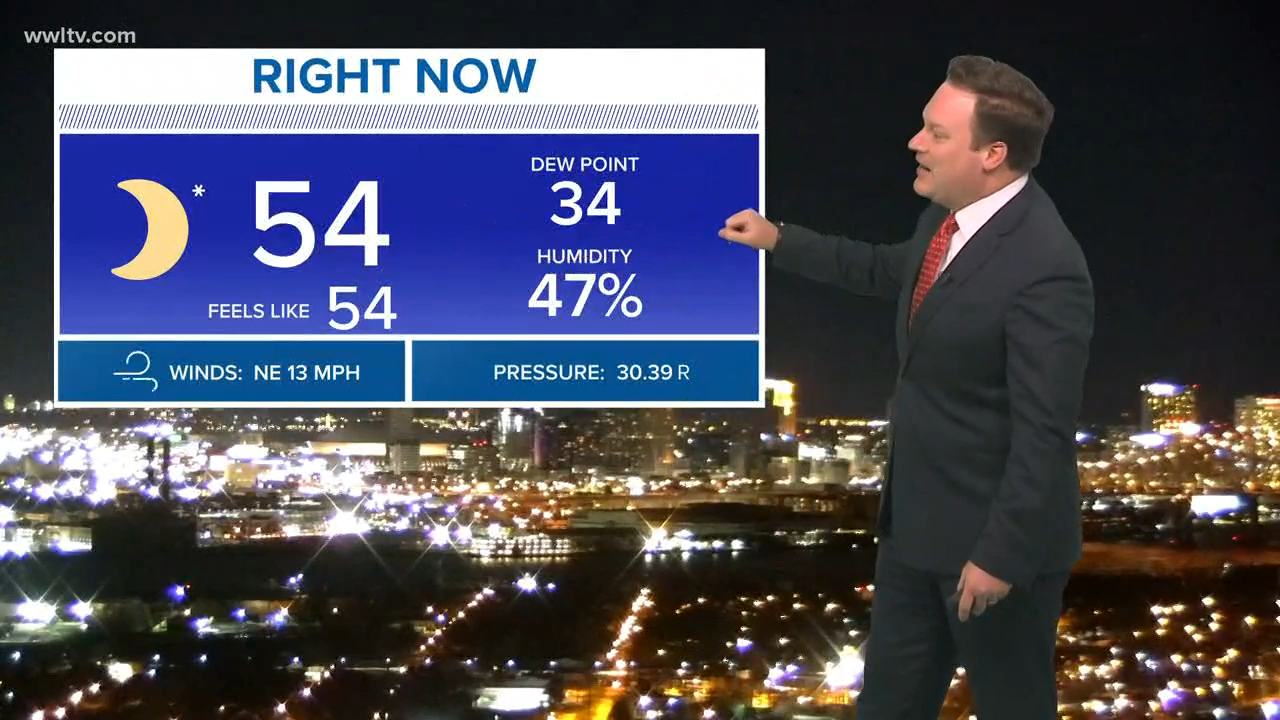 wwltv.com
RIGHT NOW
54
FEELS LIKE 54
DEW POINT
34
HUMIDITY
47%
WINDS: NE 13 MPH
PRESSURE: 30.39 R